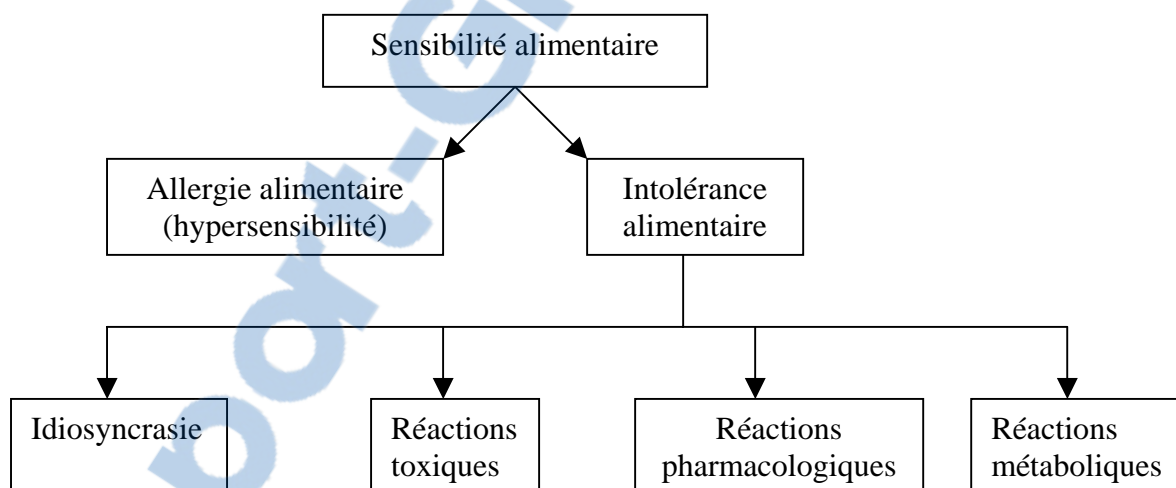 Sensibilité alimentaire
Allergie alimentaire
(hypersensibilité)
Intolérance
alimentaire
Idiosyncrasie
Réactions
toxiques
Réactions
pharmacologiques
Réactions
métaboliques